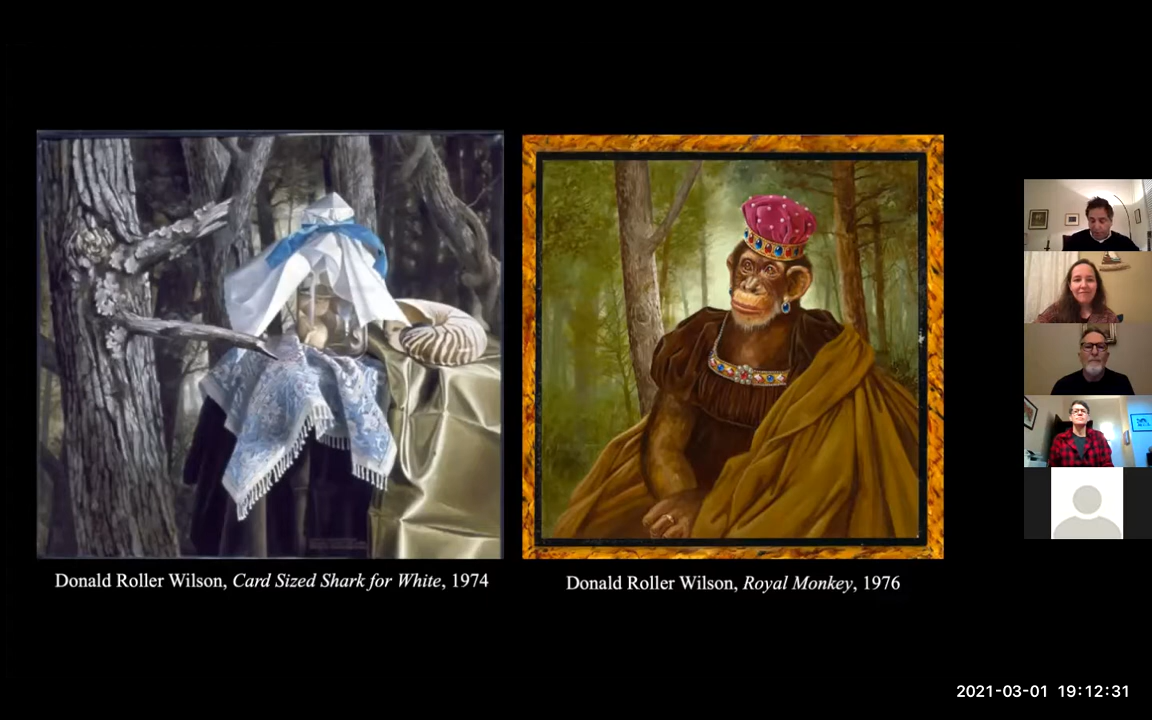 Donald Roller Wilson, Card Sized Shark for White, 1974
Donald Roller Wilson, Royal Monkey, 1976
2021-03-01 19:12:31